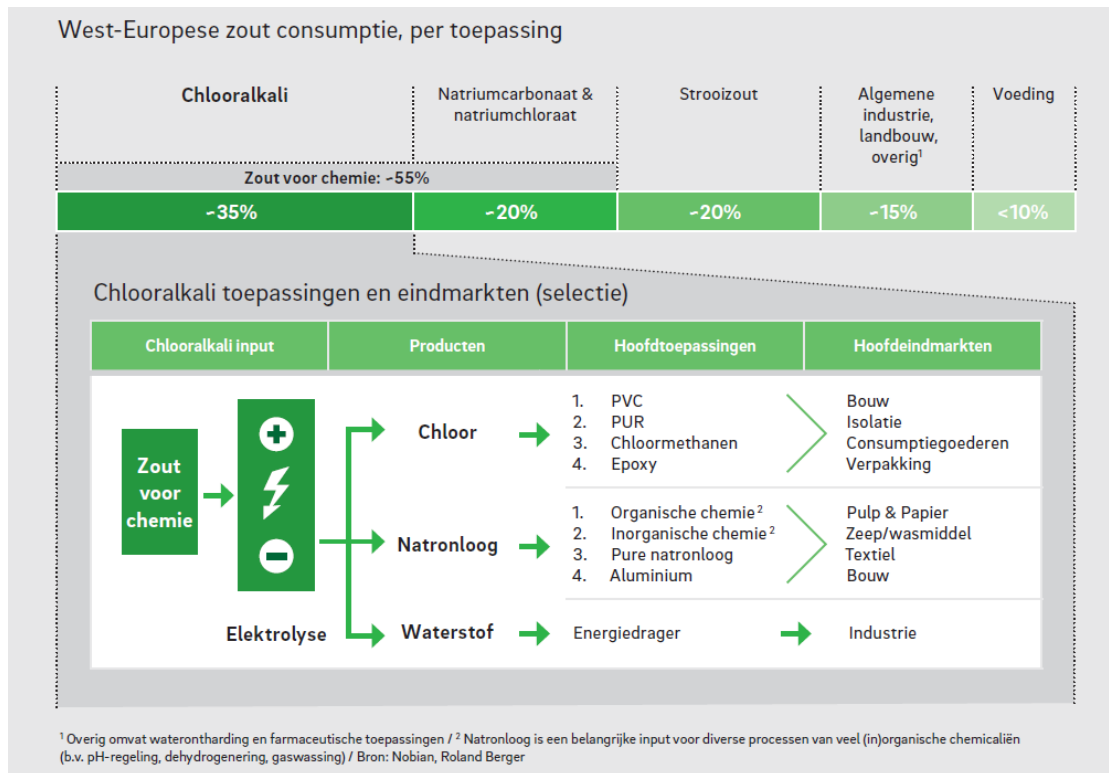 West-Europese zout consumptie, per toepassing
Chlooralkali
Natriumcarbonaat &
natriumchloraat
Strooizout
Algemene
industrie,
landbouw,
overig¹
Voeding
Zout voor chemie: ~55%
~35%
~20%
~20%
~15%
<10%
Chlooralkali toepassingen en eindmarkten (selectie)
Chlooralkali input
Producten
Hoofdtoepassingen
Hoofdeindmarkten
Zout
voor
chemie
Elektrolyse
Chloor
1. PVC
2. PUR
3. Chloormethanen
4. Epoxy
Bouw
Isolatie
Consumptiegoederen
Verpakking
Natronloog
1. Organische chemie²
2. Inorganische chemie²
3. Pure natronloog
4. Aluminium
Pulp & Papier
Zeep/wasmiddel
Textiel
Bouw
Waterstof
Energiedrager
Industrie
¹ Overig omvat waterontharding en farmaceutische toepassingen / ² Natronloog is een belangrijke input voor diverse processen van veel (in)organische chemicaliën
(b.v. pH-regeling, dehydrogenering, gaswassing) / Bron: Nobian, Roland Berger